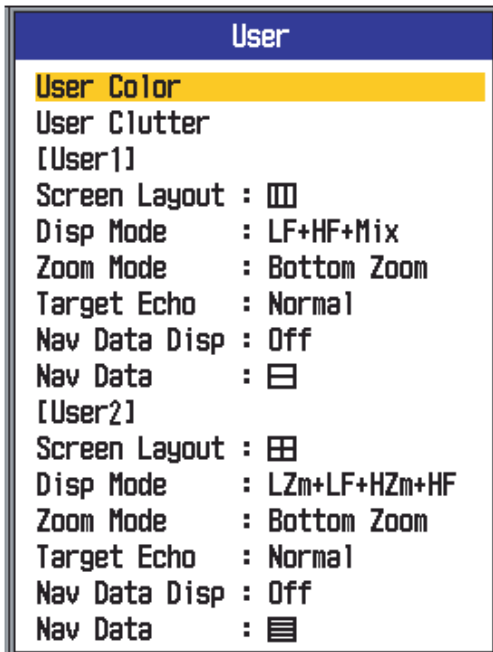 User
User Color
User Clutter
[User1]
Screen Layout :
Disp Mode : LF+HF+Mix
Zoom Mode : Bottom Zoom
Target Echo : Normal
Nav Data Disp : Off
Nav Data :
[User2]
Screen Layout :
Disp Mode : LZm+LF+HZm+HF
Zoom Mode : Bottom Zoom
Target Echo : Normal
Nav Data Disp : Off
Nav Data :